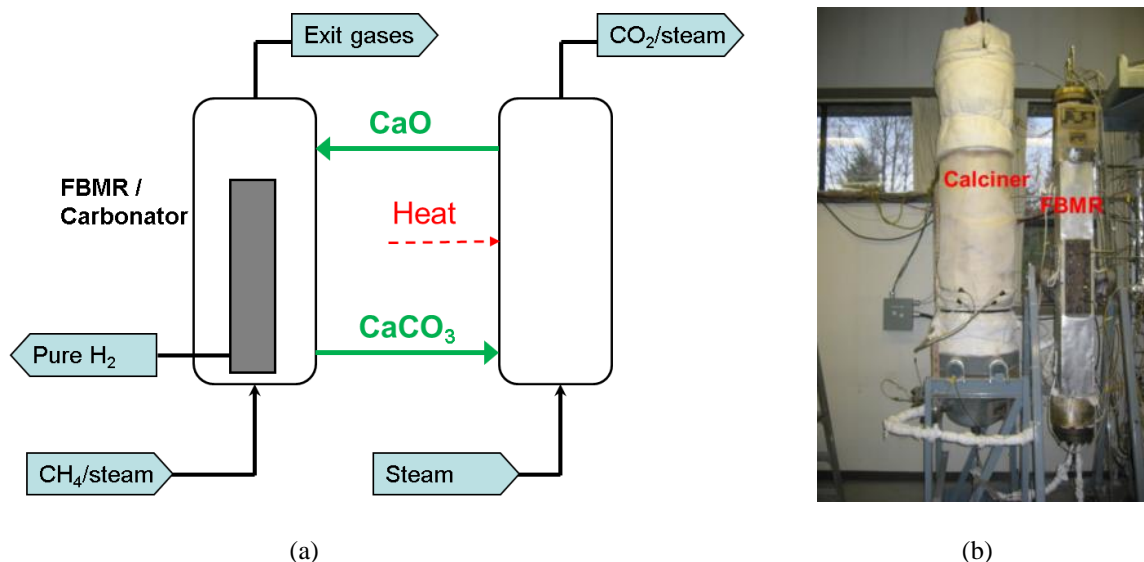 Exit gases
CO₂/steam
CaO
FBMR /
Carbonator
Heat
CaCO₃
Pure H₂
CH₄/steam
Steam
(a)
Calciner
FBMR
(b)